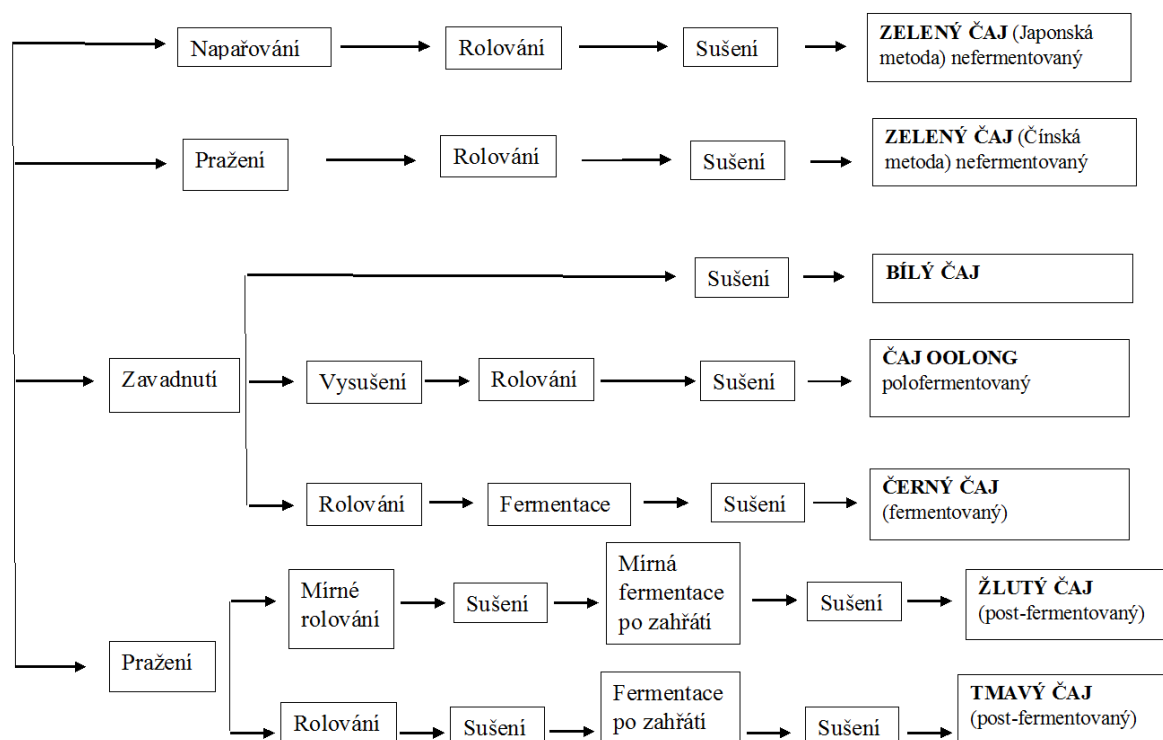 Napařování
Rolování
Sušení
ZELENÝ ČAJ (Japonská
metoda) nefermentovaný
Pražení
Rolování
Sušení
ZELENÝ ČAJ (Čínská
metoda) nefermentovaný
Sušení
BÍLÝ ČAJ
Zavadnutí
Vysušení
Rolování
Sušení
ČAJ OOLONG
polofermentovaný
Rolování
Fermentace
Sušení
ČERNÝ ČAJ
(fermentovaný)
Pražení
Mírné
rolování
Sušení
Mírná
fermentace
po zahřátí
Sušení
ŽLUTÝ ČAJ
(post-fermentovaný)
Rolování
Sušení
Fermentace
po zahřátí
Sušení
TMAVÝ ČAJ
(post-fermentovaný)